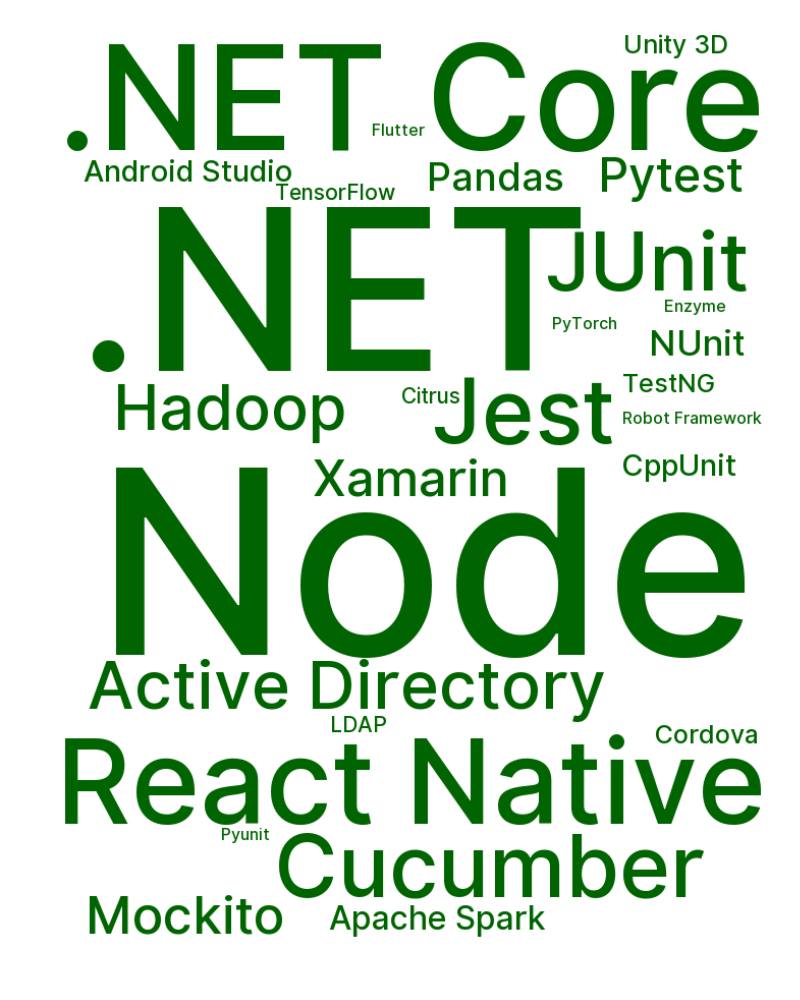 Unity 3D
.NET Core
Flutter
Android Studio
Pandas
Pytest
TensorFlow
.NET
JUnit
Enzyme
PyTorch
NUnit
TestNG
Hadoop
Citrus
Jest
Robot Framework
Xamarin
CppUnit
Node
Active Directory
LDAP
Cordova
React Native
Pyunit
Cucumber
Mockito
Apache Spark